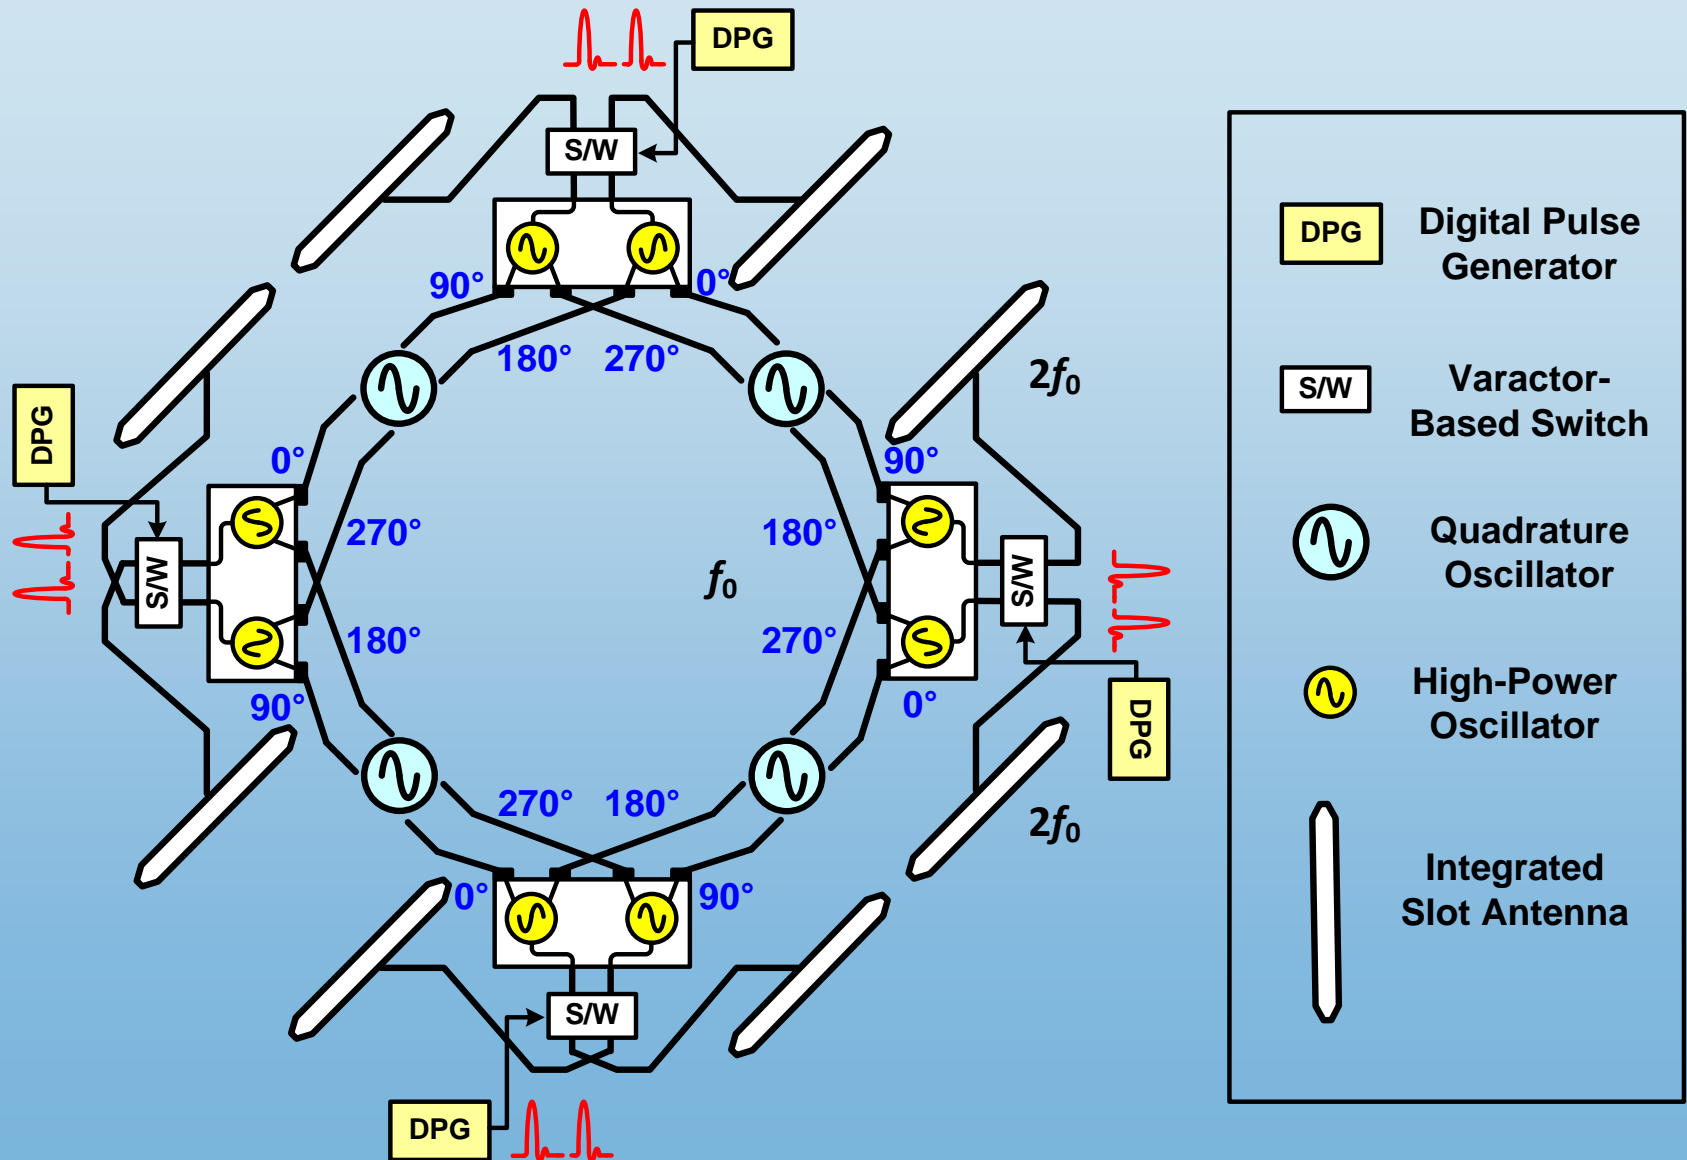 DPG
S/W
90°
0°
180°
270°
2f₀
DPG
0°
90°
270°
180°
S/W
f₀
S/W
180°
270°
90°
0°
DPG
270°
180°
2f₀
0°
90°
S/W
DPG
DPG
Digital Pulse
Generator
S/W
Varactor-
Based Switch
Quadrature
Oscillator
High-Power
Oscillator
Integrated
Slot Antenna